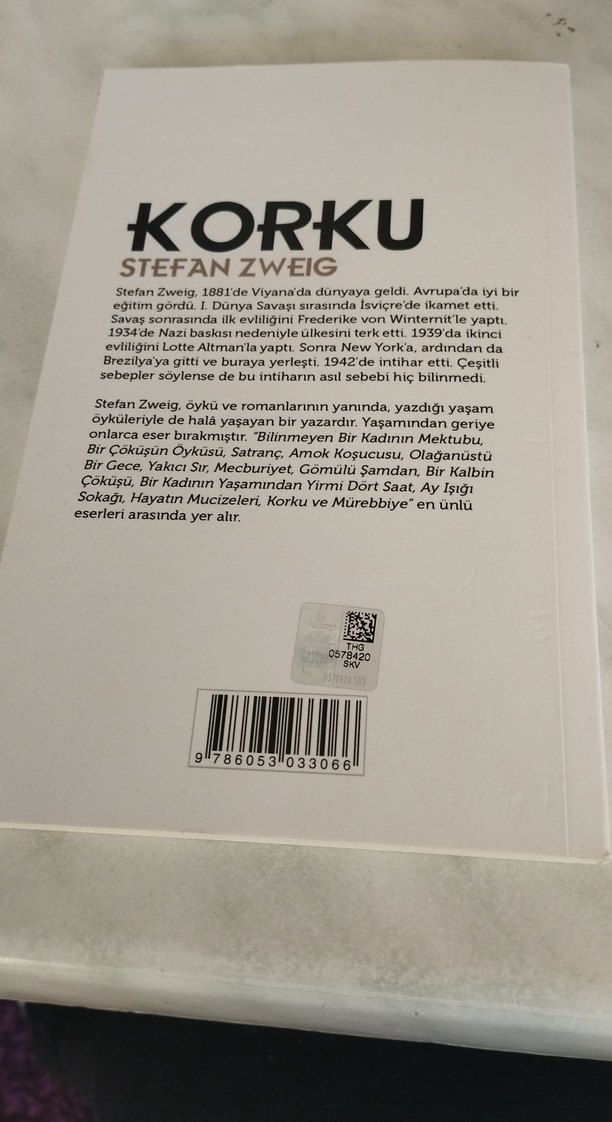 KORKU
STEFAN ZWEIG
Stefan Zweig, 1881'de Viyana'da dünyaya geldi. Avrupa'da iyi bir
eğitim gördü. I. Dünya Savaşı sırasında İsviçre'de ikamet etti.
Savaş sonrasında ilk evliliğini Frederike von Winternit'le yaptı.
1934'de Nazi baskısı nedeniyle ülkesini terk etti. 1939'da ikinci
evliliğini Lotte Altman'la yaptı. Sonra New York'a, ardından da
Brezilya'ya gitti ve buraya yerleşti. 1942'de intihar etti. Çeşitli
sebepler söylense de bu intiharın asıl sebebi hiç bilinmedi.
Stefan Zweig, öykü ve romanlarının yanında, yazdığı yaşam
öyküleriyle de halâ yaşayan bir yazardır. Yaşamından geriye
onlarca eser bırakmıştır. "Bilinmeyen Bir Kadının Mektubu,
Bir Çöküşün Öyküsü, Satranç, Amok Koşucusu, Olağanüstü
Bir Gece, Yakıcı Sır, Mecburiyet, Gömülü Şamdan, Bir Kalbin
Çöküşü, Bir Kadının Yaşamından Yirmi Dört Saat, Ay Işığı
Sokağı, Hayatın Mucizeleri, Korku ve Mürebbiye" en ünlü
eserleri arasında yer alır.
THG
0578420
SKV
0578420 SKV
9 786053 033066